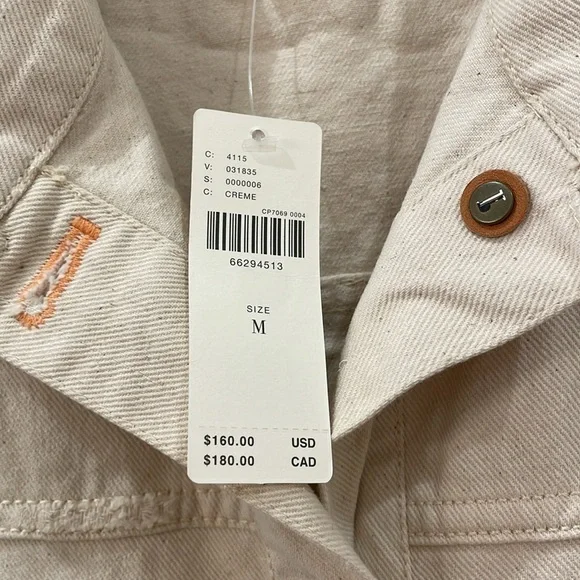 C: 4115
V: 031835
S: 0000006
C: CREME
CP7069 0004
66294513
SIZE
M
$160.00 USD
$180.00 CAD
J